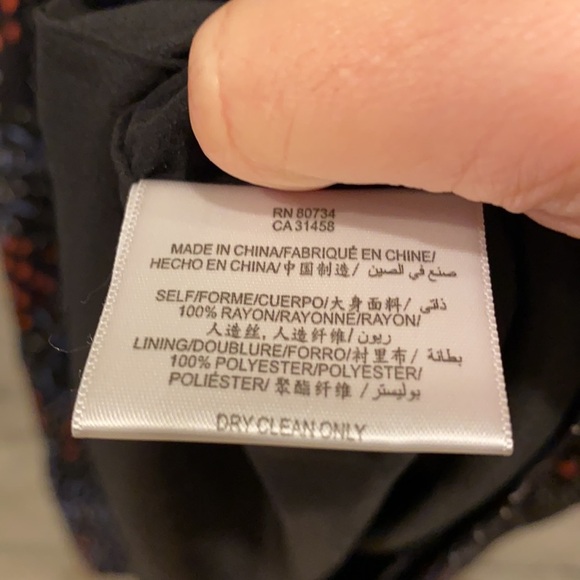 RN 80734
CA 31458
MADE IN CHINA/FABRIQUÉ EN CHINE/
HECHO EN CHINA/中国制造/ صنع في الصين
SELF/FORME/CUERPO/大身面料/ ذاتى
100% RAYON/RAYONNE/RAYON/
人造丝, 人造纤维/ ريون
LINING/DOUBLURE/FORRO/衬里布/ بطانة
100% POLYESTER/POLYESTER/
POLIÉSTER/ 聚酯纤维/ بوليستر
DRY CLEAN ONLY